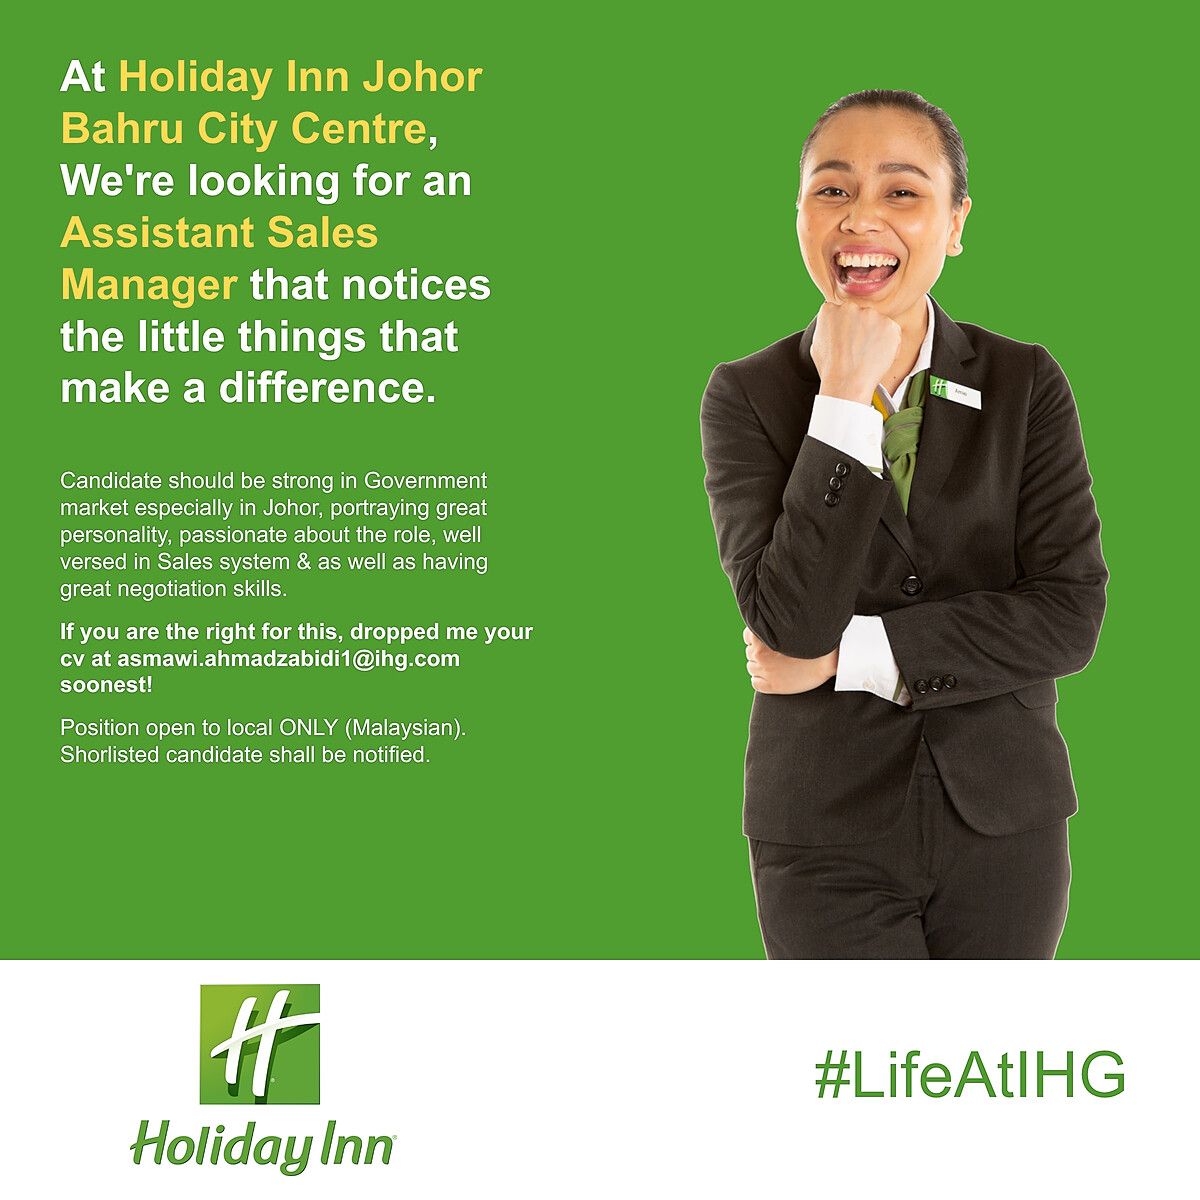 At Holiday Inn Johor
Bahru City Centre,
We're looking for an
Assistant Sales
Manager that notices
the little things that
make a difference.
Candidate should be strong in Government
market especially in Johor, portraying great
personality, passionate about the role, well
versed in Sales system & as well as having
great negotiation skills.
If you are the right for this, dropped me your
cv at asmawi.ahmadzabidi1@ihg.com
soonest!
Position open to local ONLY (Malaysian).
Shorlisted candidate shall be notified.
H
Holiday Inn®
#LifeAtIHG